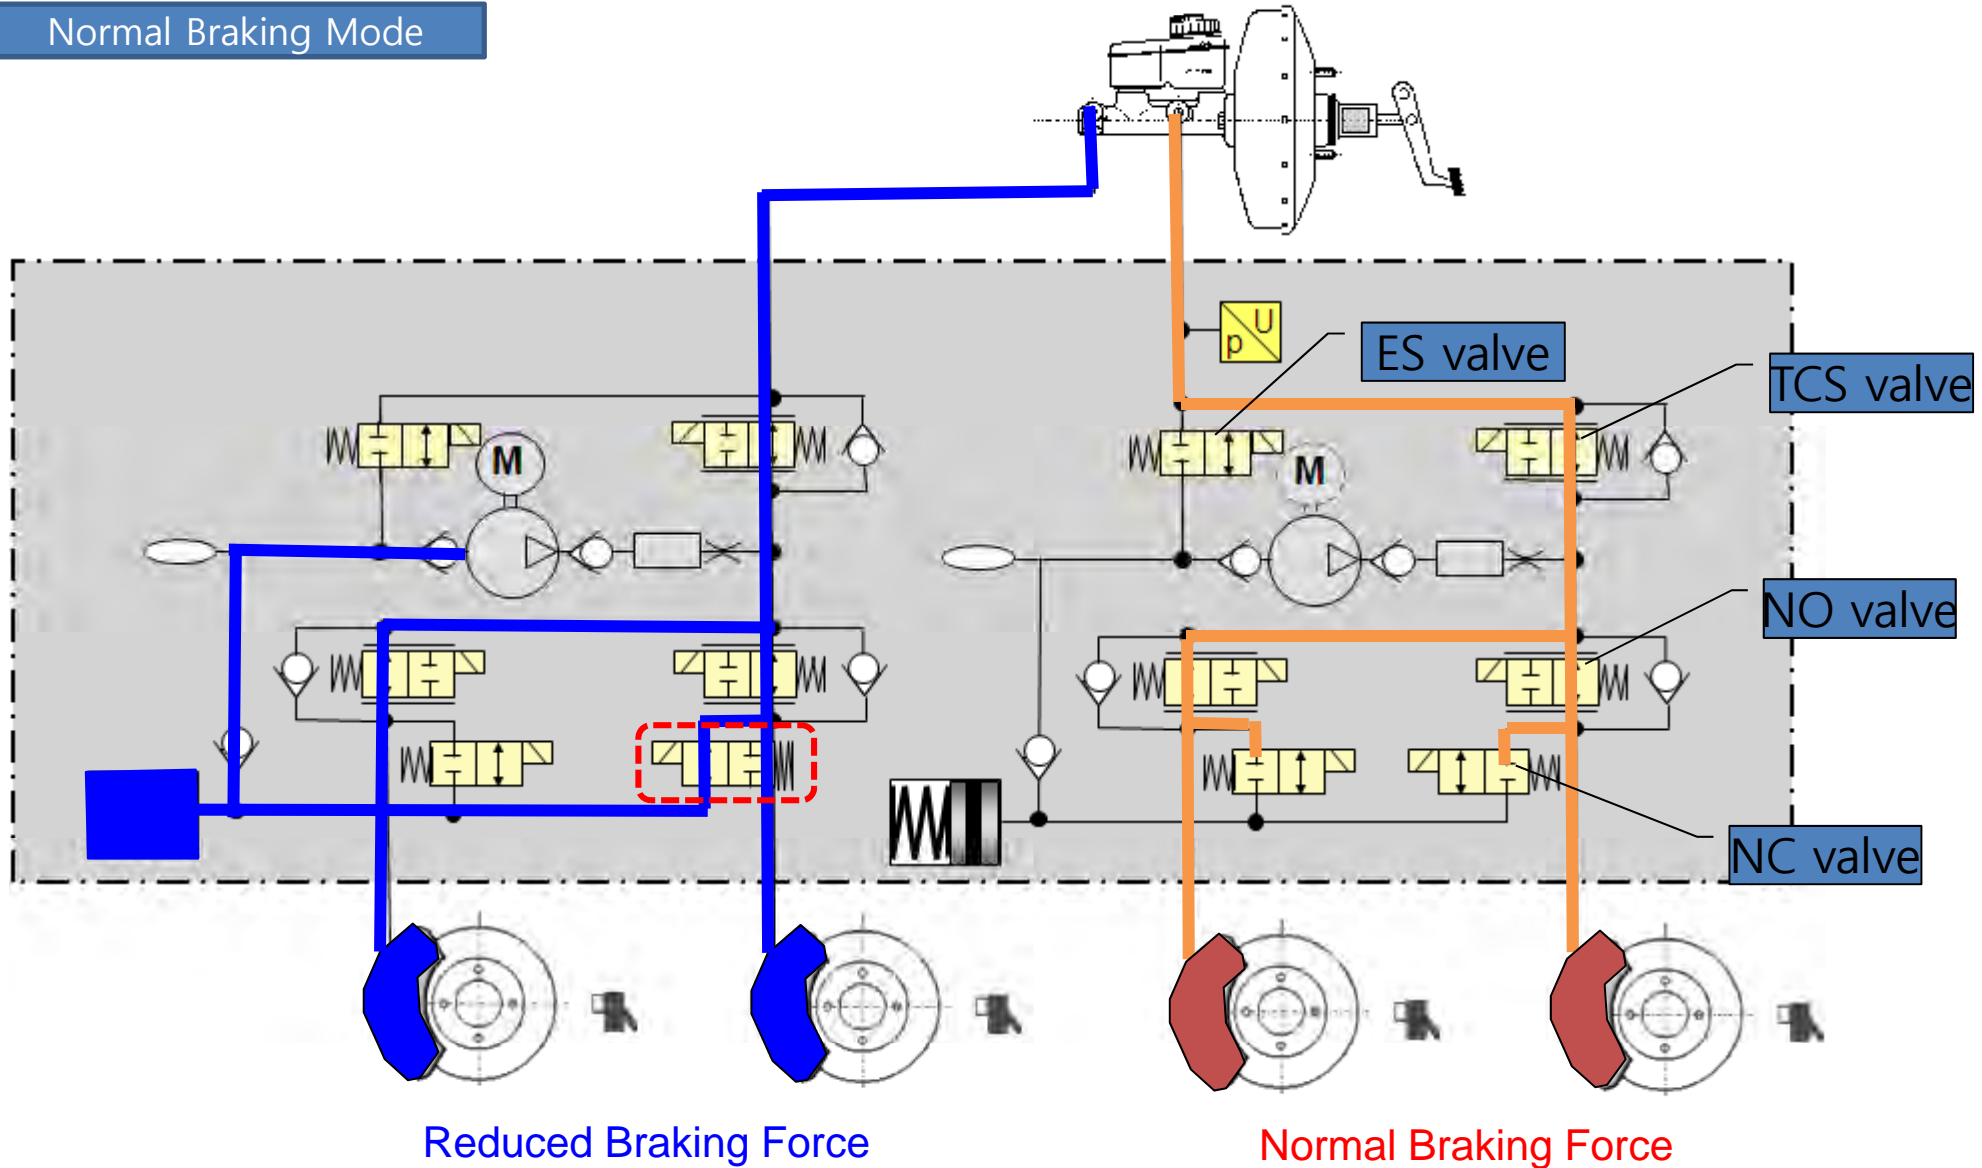 Normal Braking Mode
U
p
ES valve
TCS valve
M
M
NO valve
NC valve
Reduced Braking Force
Normal Braking Force